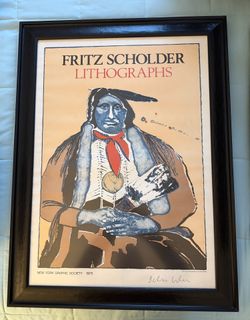 FRITZ SCHOLDER
LITHOGRAPHS
NEW YORK GRAPHIC SOCIETY 1975